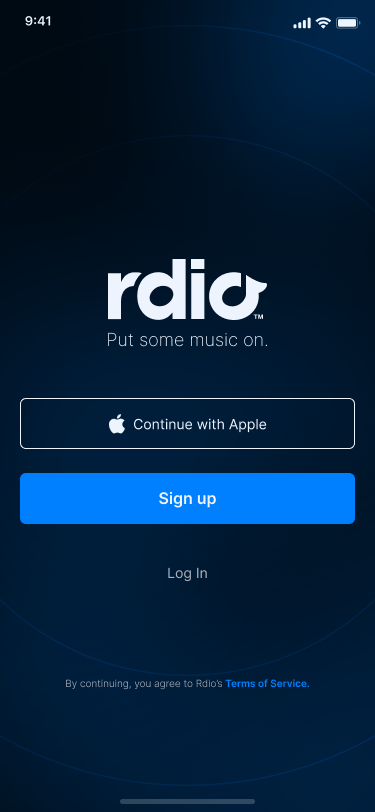 9:41
rdio™
Put some music on.
Continue with Apple
Sign up
Log In
By continuing, you agree to Rdio's Terms of Service.